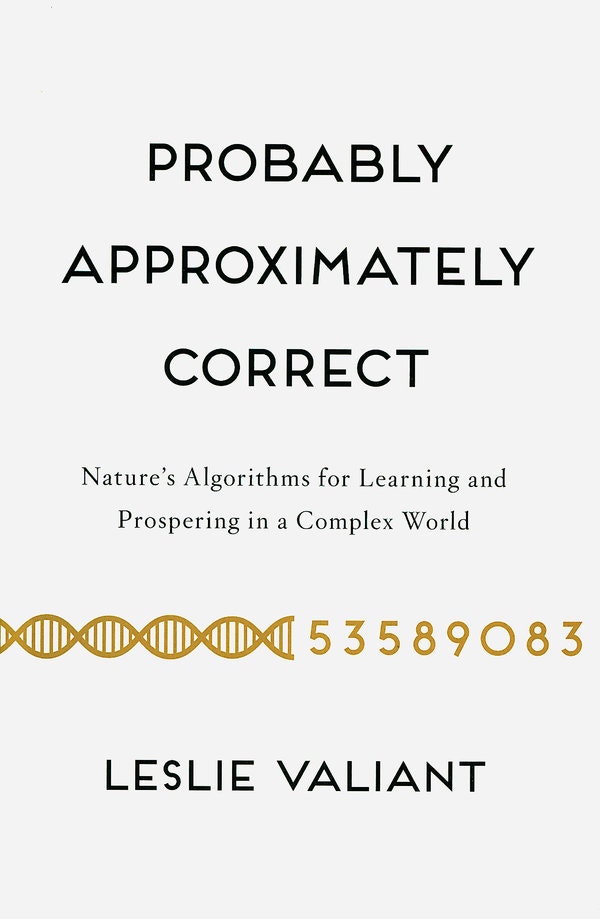 PROBABLY
APPROXIMATELY
CORRECT
Nature’s Algorithms for Learning and
Prospering in a Complex World
53589083
LESLIE VALIANT